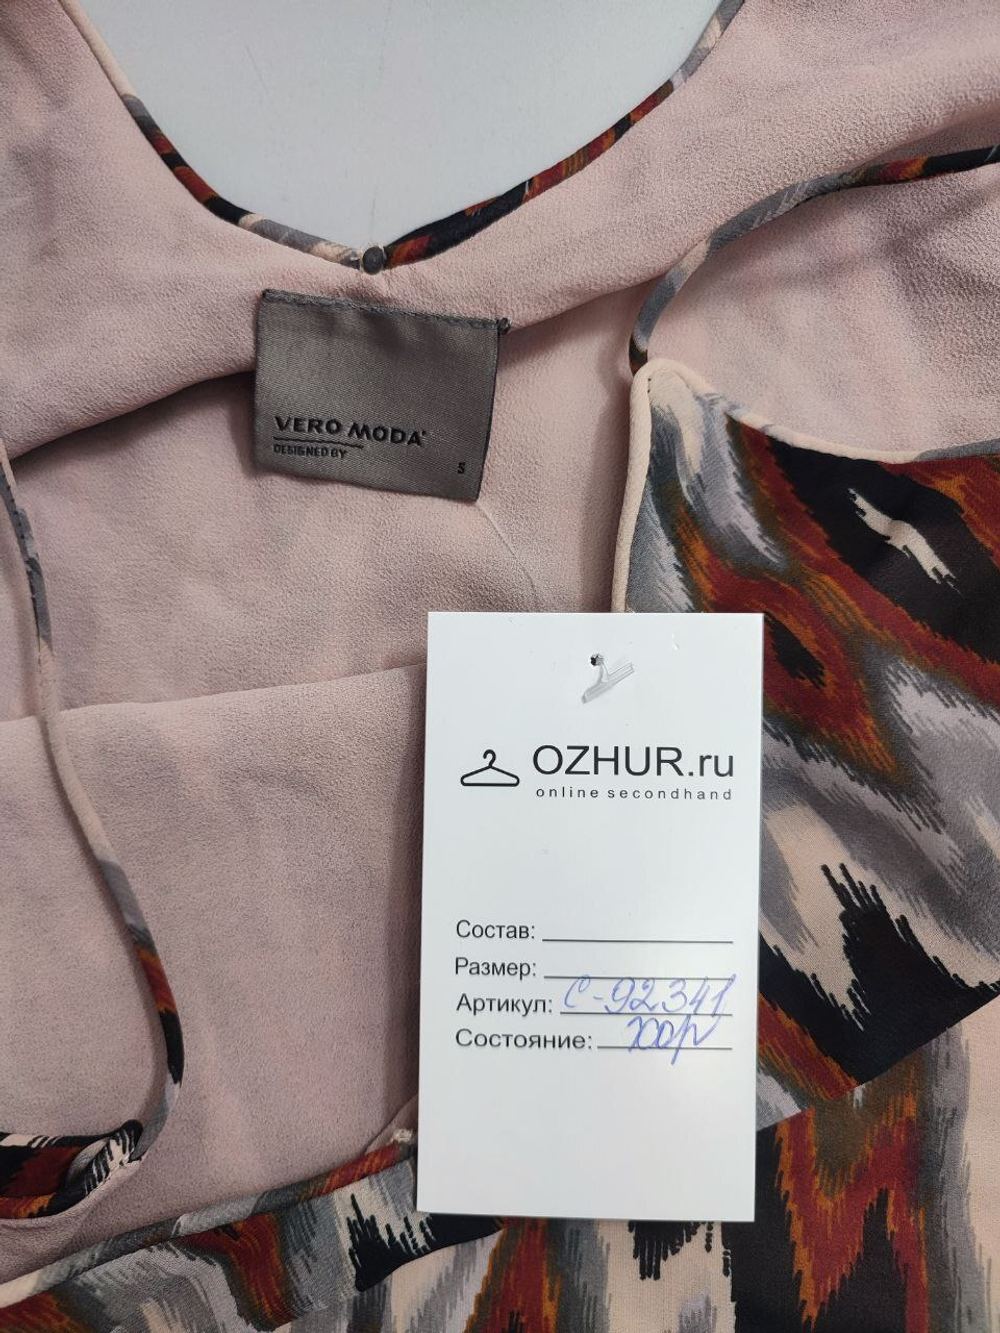 VERO MODA
DESIGNED BY
S
OZHUR.ru
online secondhand
Состав:
Размер:
Артикул: С-92341
Состояние: хор